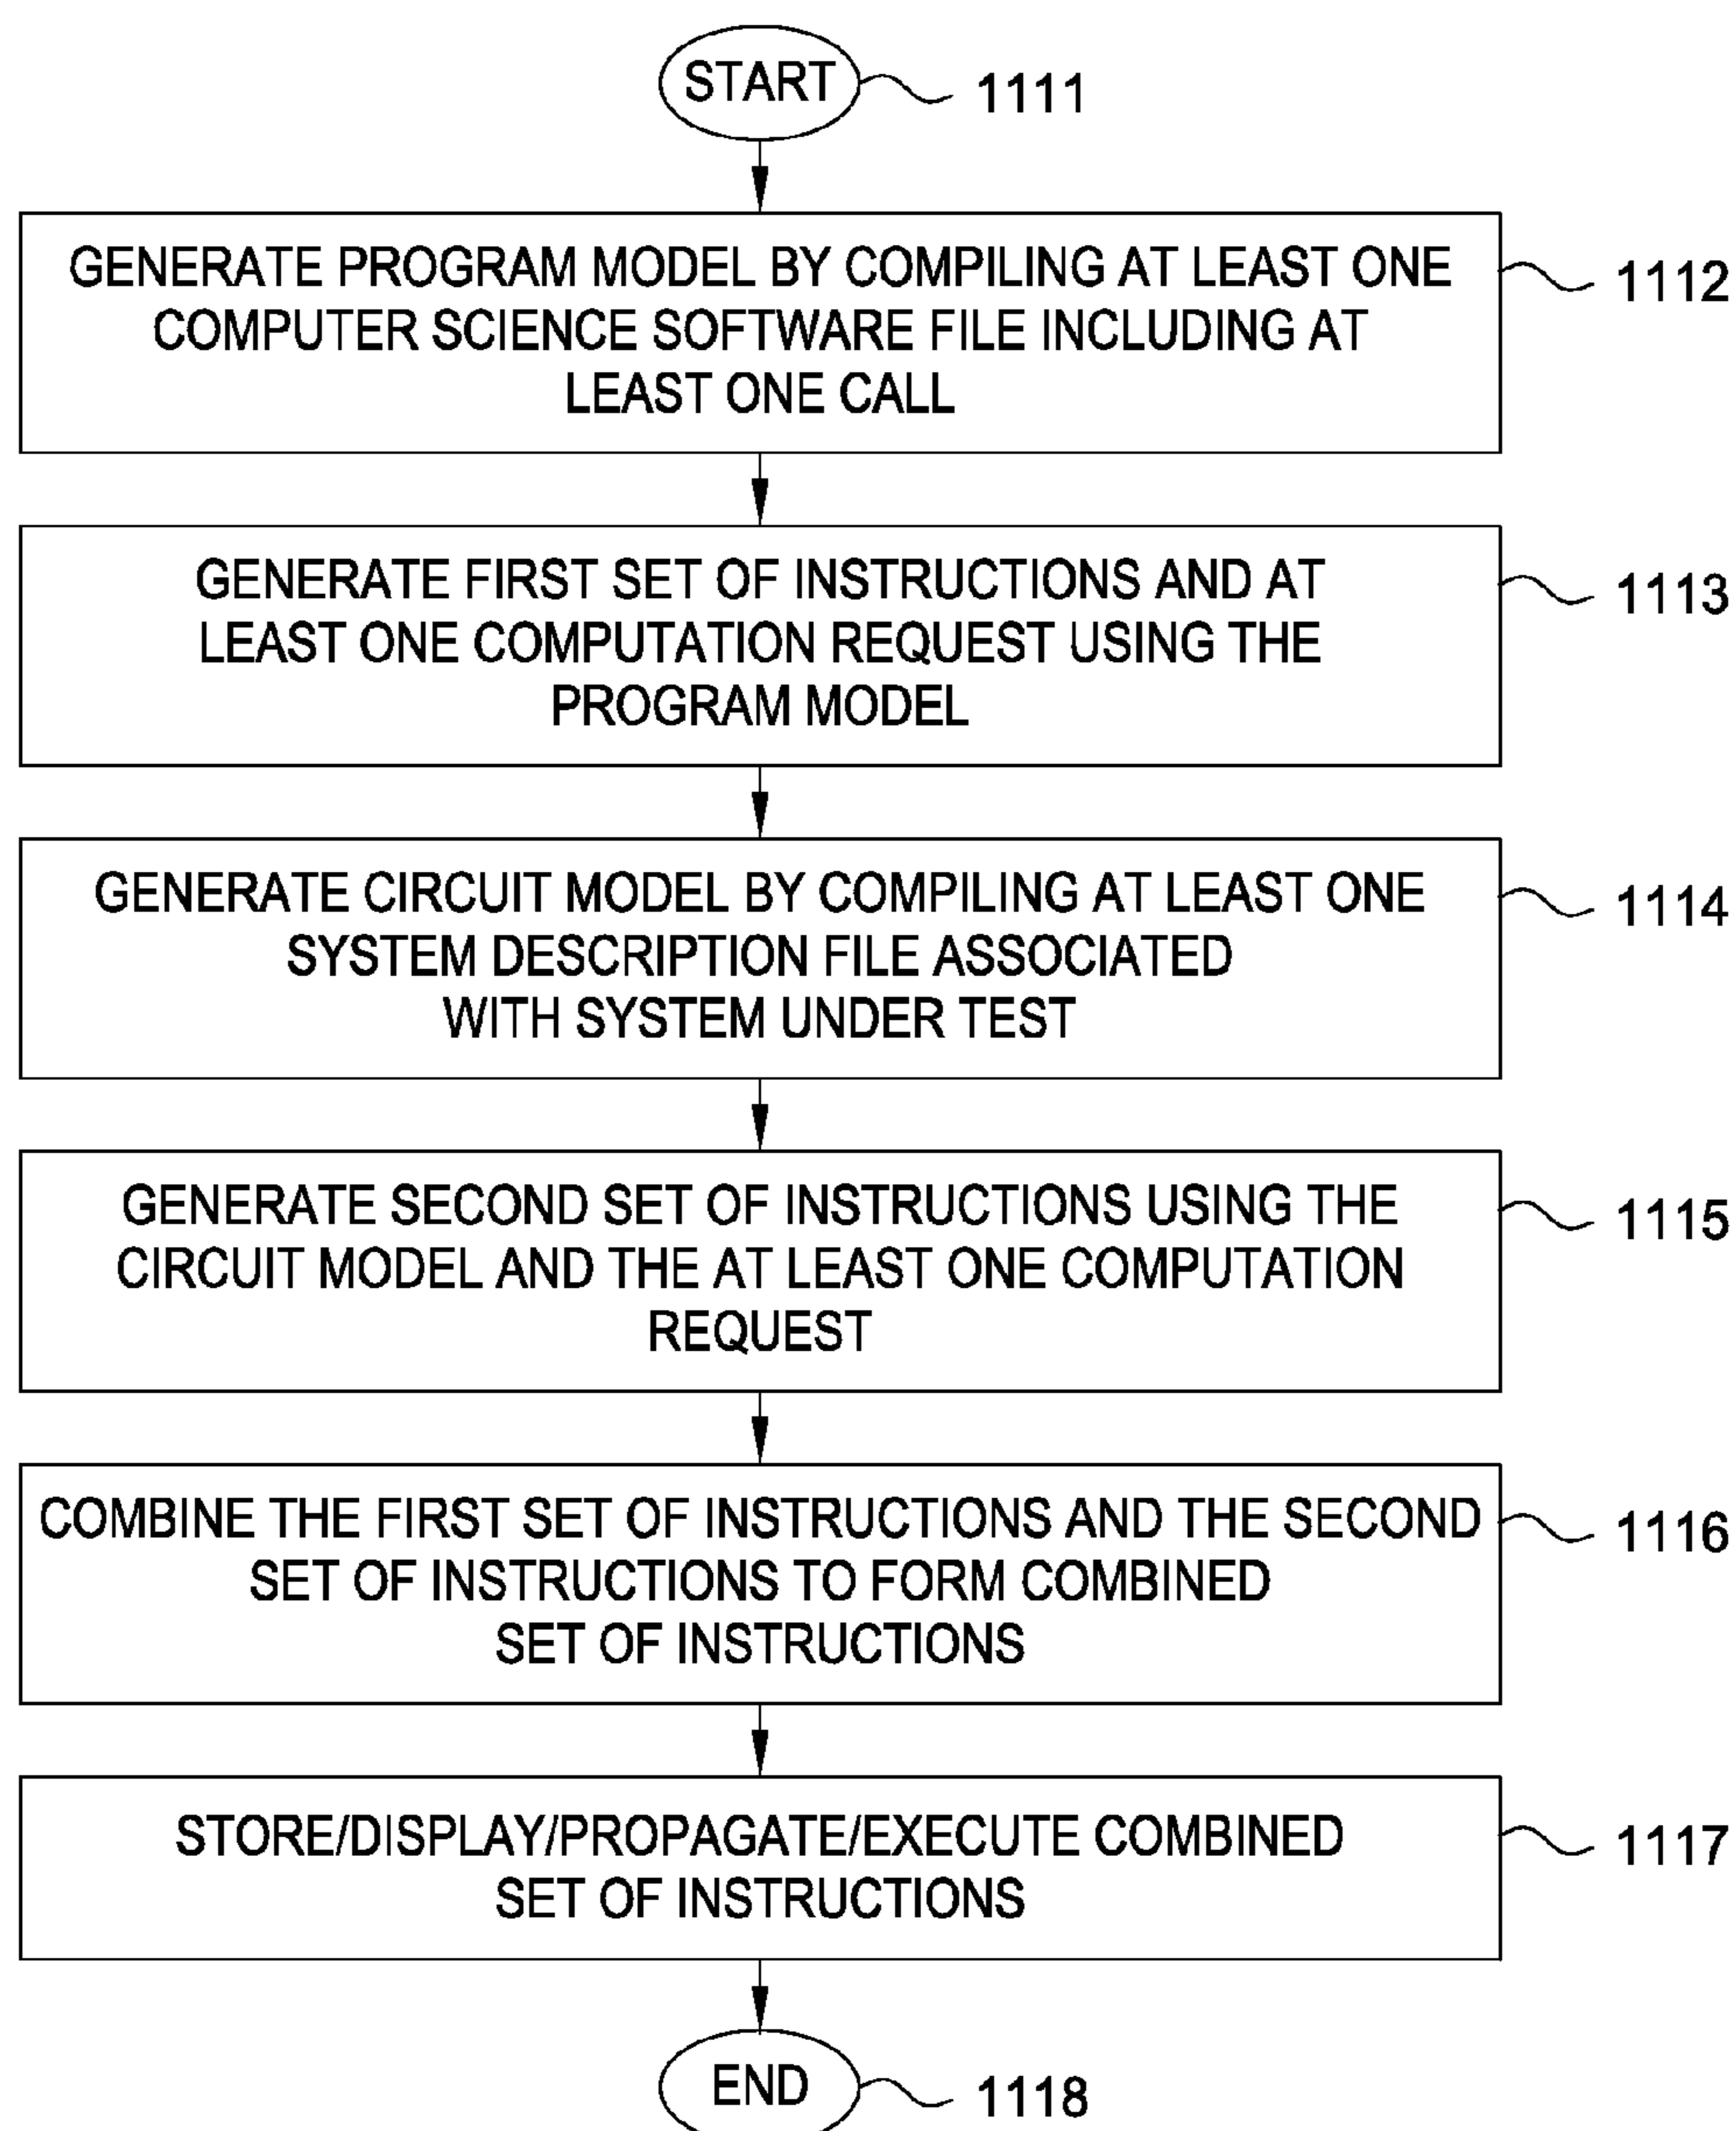 START
1111
GENERATE PROGRAM MODEL BY COMPILING AT LEAST ONE
COMPUTER SCIENCE SOFTWARE FILE INCLUDING AT
LEAST ONE CALL
1112
GENERATE FIRST SET OF INSTRUCTIONS AND AT
LEAST ONE COMPUTATION REQUEST USING THE
PROGRAM MODEL
1113
GENERATE CIRCUIT MODEL BY COMPILING AT LEAST ONE
SYSTEM DESCRIPTION FILE ASSOCIATED
WITH SYSTEM UNDER TEST
1114
GENERATE SECOND SET OF INSTRUCTIONS USING THE
CIRCUIT MODEL AND THE AT LEAST ONE COMPUTATION
REQUEST
1115
COMBINE THE FIRST SET OF INSTRUCTIONS AND THE SECOND
SET OF INSTRUCTIONS TO FORM COMBINED
SET OF INSTRUCTIONS
1116
STORE/DISPLAY/PROPAGATE/EXECUTE COMBINED
SET OF INSTRUCTIONS
1117
END
1118